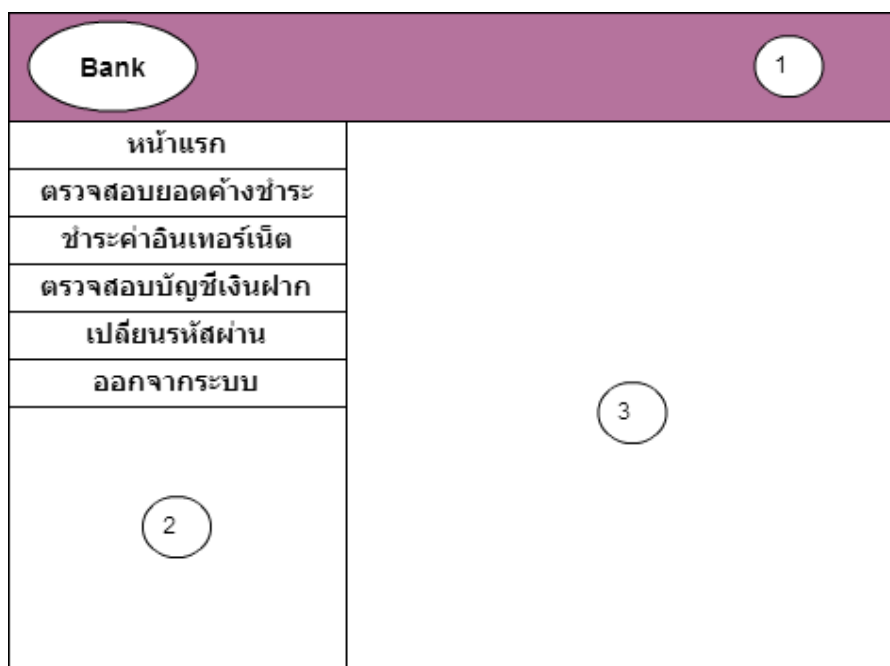 Bank
1
หน้าแรก
ตรวจสอบยอดค้างชำระ
ชำระค่าอินเทอร์เน็ต
ตรวจสอบบัญชีเงินฝาก
เปลี่ยนรหัสผ่าน
ออกจากระบบ
3
2